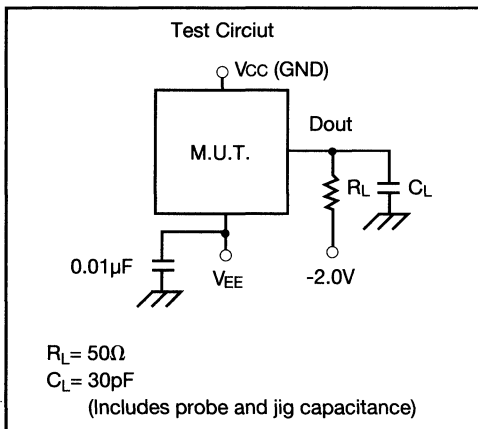 Test Circiut
VCC (GND)
Dout
M.U.T.
RL
CL
0.01µF
VEE
-2.0V
RL= 50Ω
CL= 30pF
(Includes probe and jig capacitance)